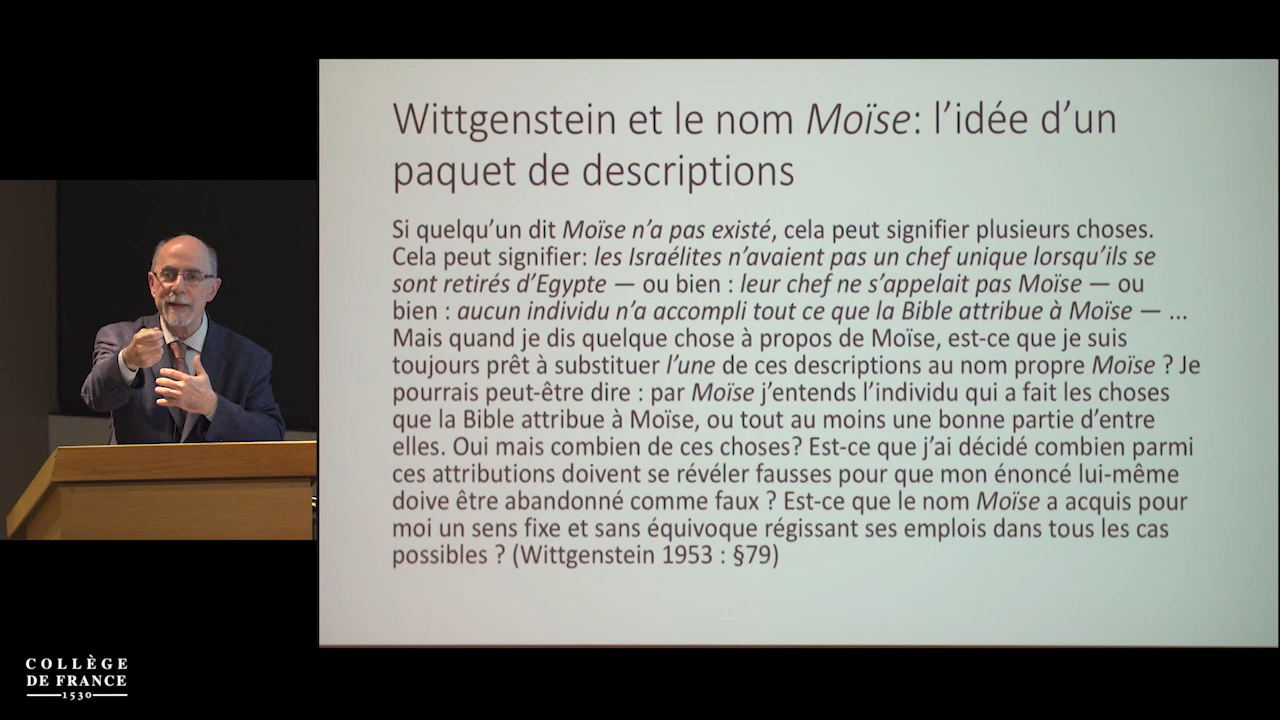 Wittgenstein et le nom Moïse: l’idée d’un
paquet de descriptions
Si quelqu’un dit Moïse n’a pas existé, cela peut signifier plusieurs choses.
Cela peut signifier: les Israélites n’avaient pas un chef unique lorsqu’ils se
sont retirés d’Egypte — ou bien : leur chef ne s’appelait pas Moïse — ou
bien : aucun individu n’a accompli tout ce que la Bible attribue à Moïse — ...
Mais quand je dis quelque chose à propos de Moïse, est-ce que je suis
toujours prêt à substituer l’une de ces descriptions au nom propre Moïse ? Je
pourrais peut-être dire : par Moïse j’entends l’individu qui a fait les choses
que la Bible attribue à Moïse, ou tout au moins une bonne partie d’entre
elles. Oui mais combien de ces choses? Est-ce que j’ai décidé combien parmi
ces attributions doivent se révéler fausses pour que mon énoncé lui-même
doive être abandonné comme faux ? Est-ce que le nom Moïse a acquis pour
moi un sens fixe et sans équivoque régissant ses emplois dans tous les cas
possibles ? (Wittgenstein 1953 : §79)
COLLÈGE
DE FRANCE
1530